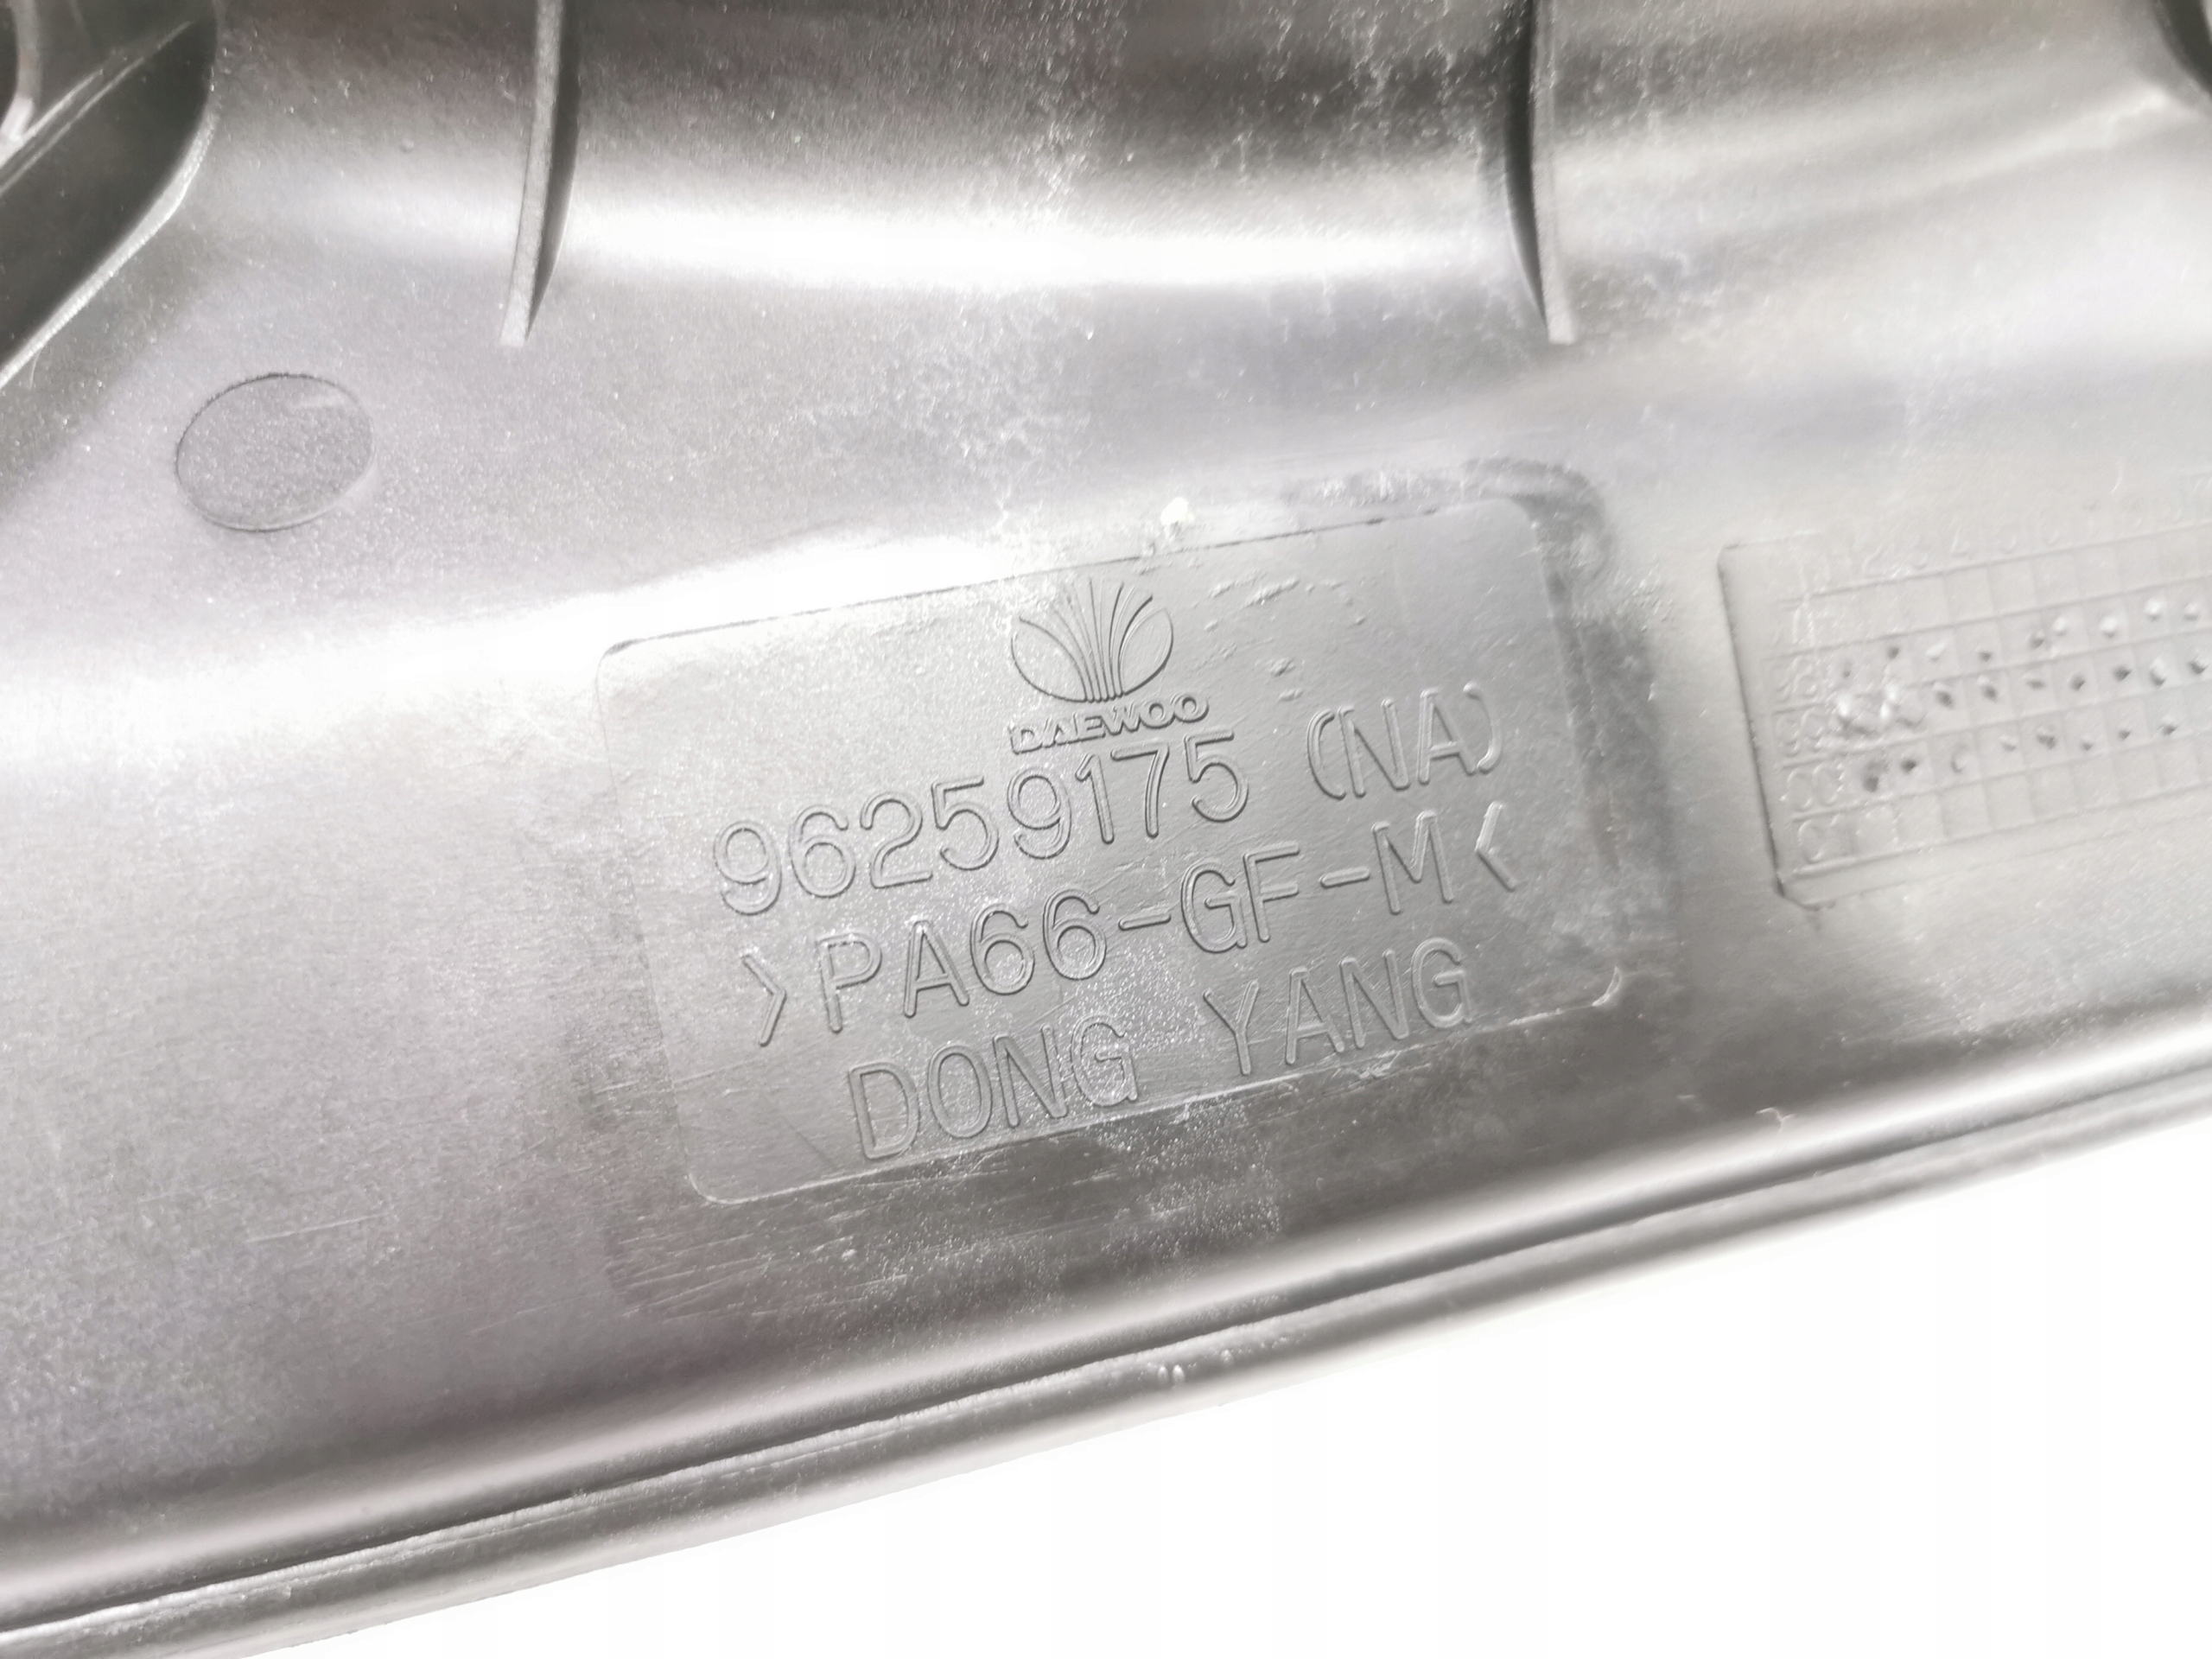 DAEWOO
96259175 (NA)
>PA66-GF-M<
DONG YANG